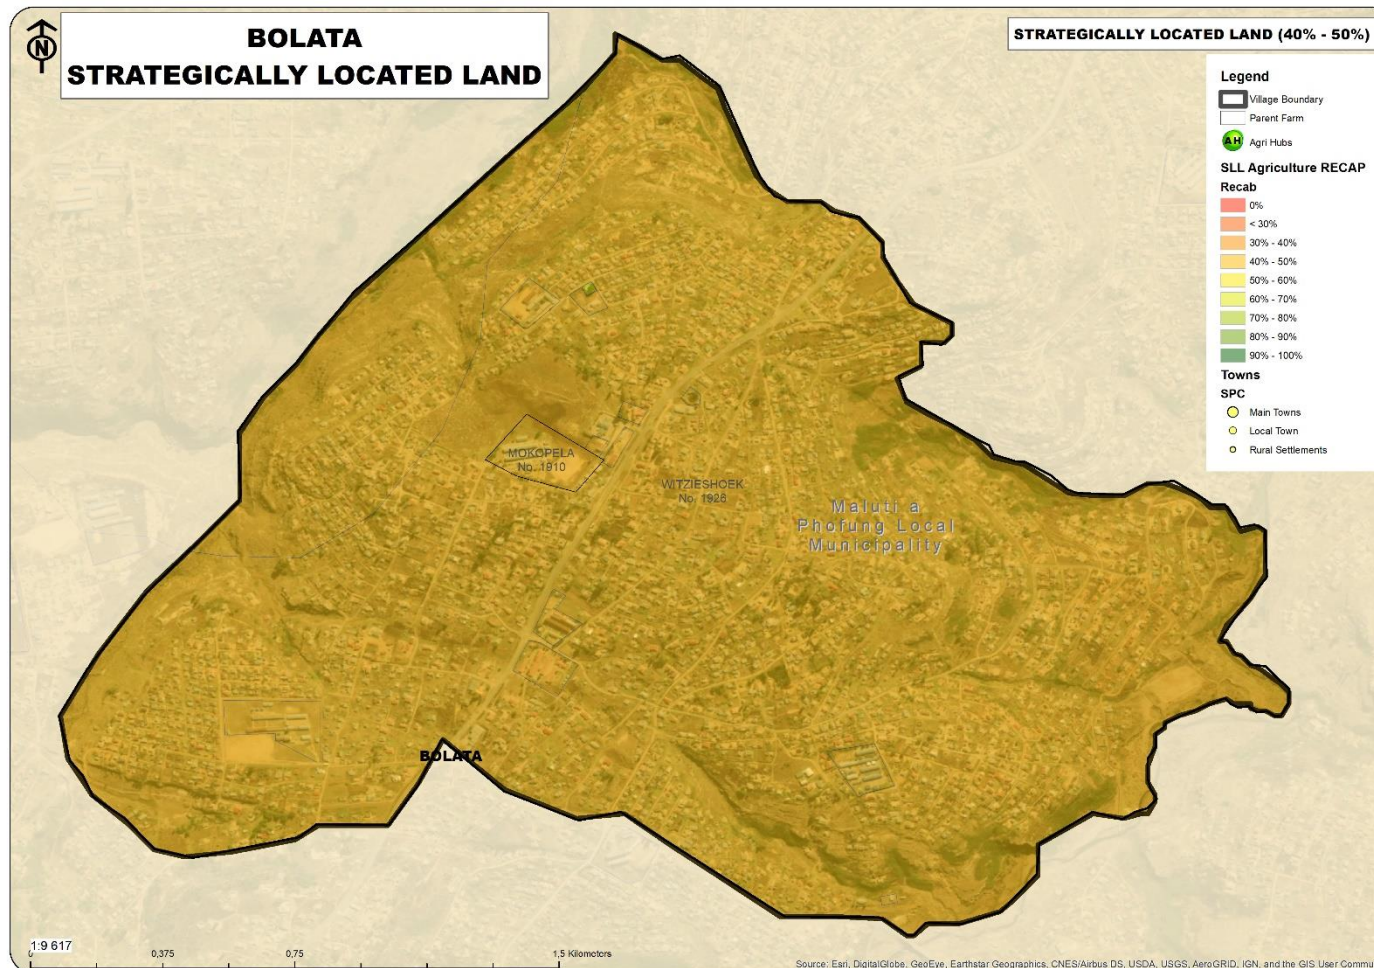 N
BOLATA
STRATEGICALLY LOCATED LAND
STRATEGICALLY LOCATED LAND (40% - 50%)
Legend
Village Boundary
Parent Farm
AH Agri Hubs
SLL Agriculture RECAP
Recab
0%
< 30%
30% - 40%
40% - 50%
50% - 60%
60% - 70%
70% - 80%
80% - 90%
90% - 100%
Towns
SPC
Main Towns
Local Town
Rural Settlements
MOKOPELA
No. 1910
WITZIESHOEK
No. 1926
Maluti a
Phofung Local
Municipality
BOLATA
1:9 617
0 0,375 0,75 1,5 Kilometers
Source: Esri, DigitalGlobe, GeoEye, Earthstar Geographics, CNES/Airbus DS, USDA, USGS, AeroGRID, IGN, and the GIS User Commu